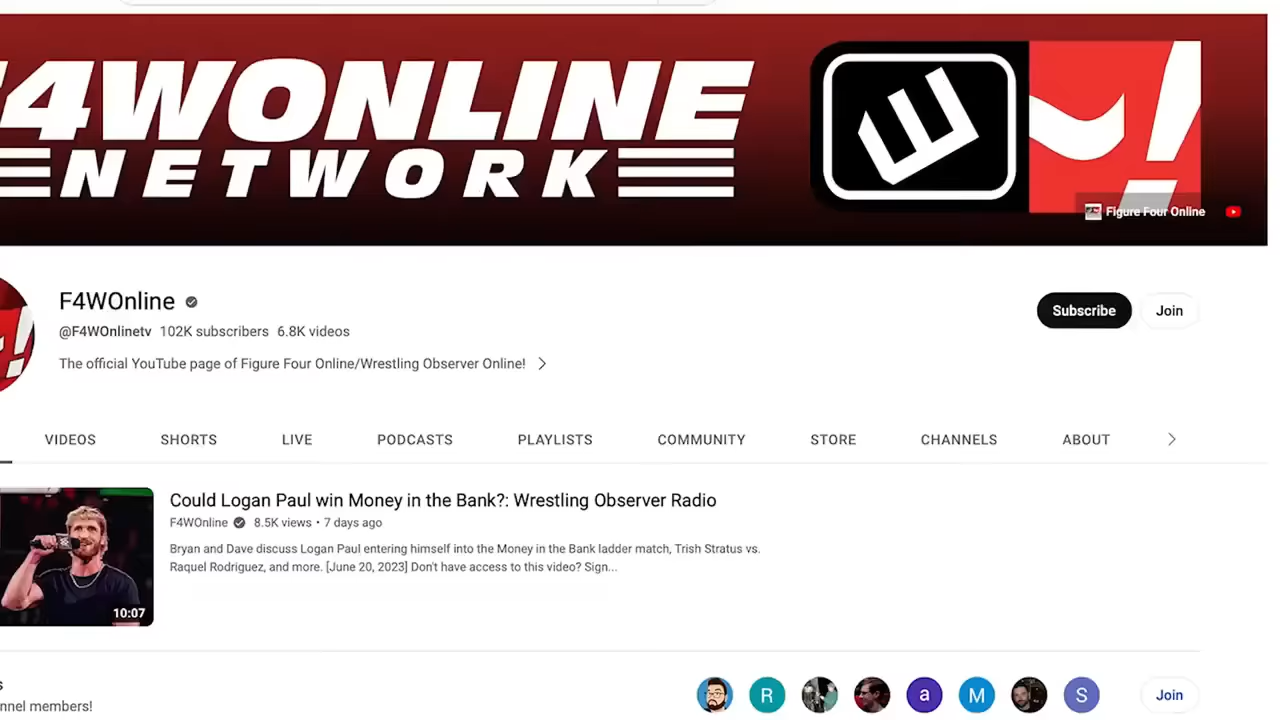 F4WONLINE
NETWORK
Figure Four Online
F4WOnline
@F4WOnlinetv 102K subscribers 6.8K videos
The official YouTube page of Figure Four Online/Wrestling Observer Online!
Subscribe
Join
VIDEOS SHORTS LIVE PODCASTS PLAYLISTS COMMUNITY STORE CHANNELS ABOUT
Could Logan Paul win Money in the Bank?: Wrestling Observer Radio
F4WOnline 8.5K views • 7 days ago
Bryan and Dave discuss Logan Paul entering himself into the Money in the Bank ladder match, Trish Stratus vs.
Raquel Rodriguez, and more. [June 20, 2023] Don't have access to this video? Sign...
10:07
R a M S
Join
members!